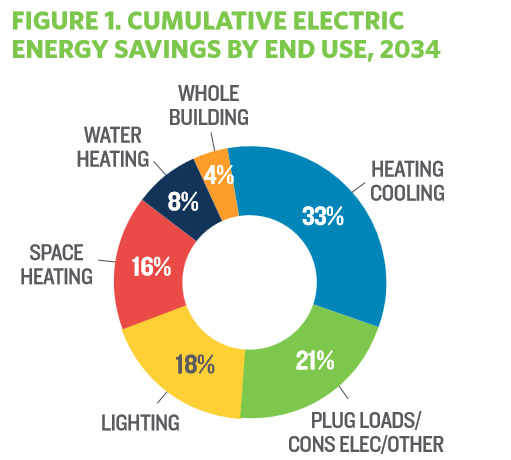 FIGURE 1. CUMULATIVE ELECTRIC
ENERGY SAVINGS BY END USE, 2034
WHOLE
BUILDING
4%
HEATING
COOLING
33%
PLUG LOADS/
CONS ELEC/OTHER
21%
LIGHTING
18%
SPACE
HEATING
16%
WATER
HEATING
8%